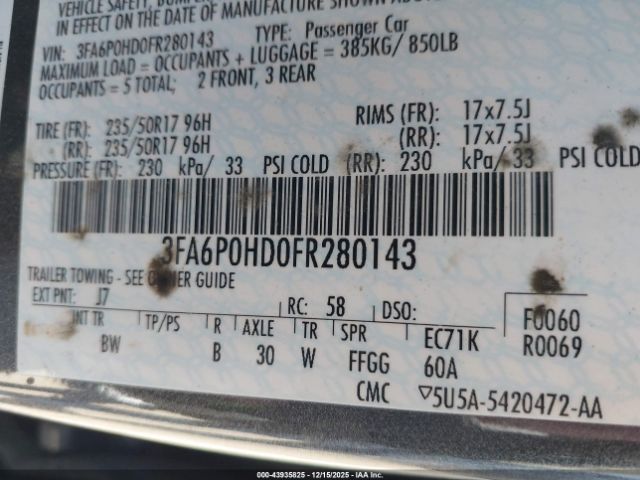 VEHICLE SAFETY, BUMPER
IN EFFECT ON THE DATE OF MANUFACTURE SHOWN
VIN: 3FA6P0HD0FR280143 TYPE: Passenger Car
MAXIMUM LOAD = OCCUPANTS + LUGGAGE = 385KG/ 850LB
OCCUPANTS = 5 TOTAL; 2 FRONT, 3 REAR
TIRE (FR): 235/50R17 96H RIMS (FR): 17x7.5J
(RR): 235/50R17 96H (RR): 17x7.5J
PRESSURE (FR): 230 kPa/ 33 PSI COLD (RR): 230 kPa/ 33 PSI COLD
3FA6P0HD0FR280143
TRAILER TOWING - SEE OWNER GUIDE
EXT PNT: J7 RC: 58 DSO: F0060
INT TR TP/PS R AXLE TR SPR EC71K R0069
BW B 30 W FFGG 60A
CMC ▽5U5A-5420472-AA
000-43935825 - 12/15/2025 - IAA Inc.